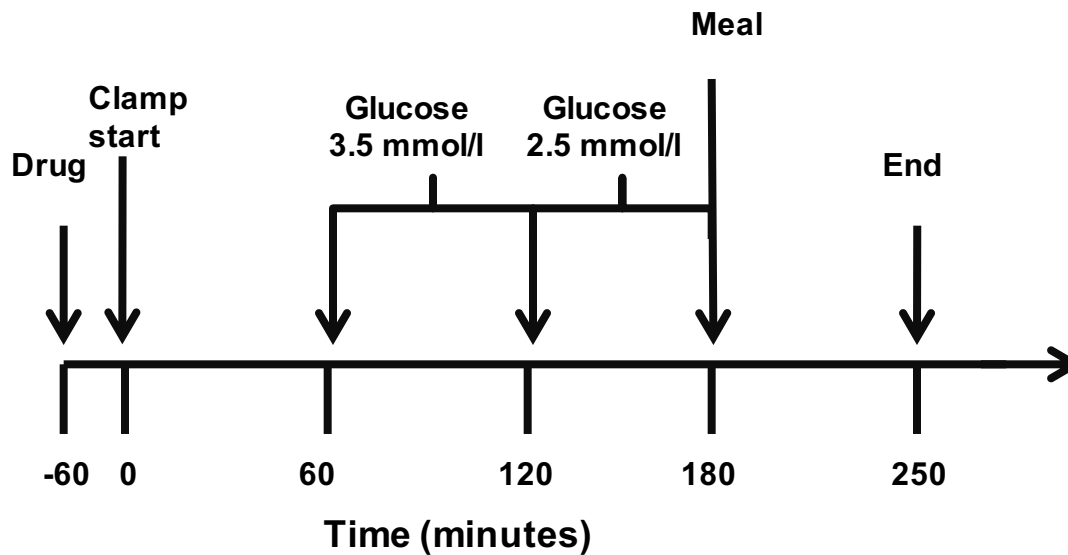 Meal
Clamp
start
Glucose
3.5 mmol/l
Glucose
2.5 mmol/l
Drug
End
-60 0 60 120 180 250
Time (minutes)